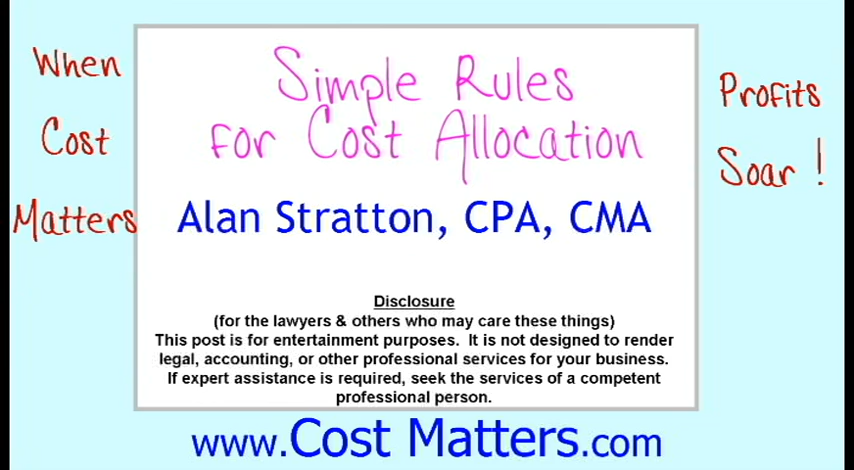 When
Cost
Matters
Simple Rules
for Cost Allocation
Alan Stratton, CPA, CMA
Disclosure
(for the lawyers & others who may care these things)
This post is for entertainment purposes.  It is not designed to render
legal, accounting, or other professional services for your business.
If expert assistance is required, seek the services of a competent
professional person.
Profits
Soar !
www.Cost Matters.com